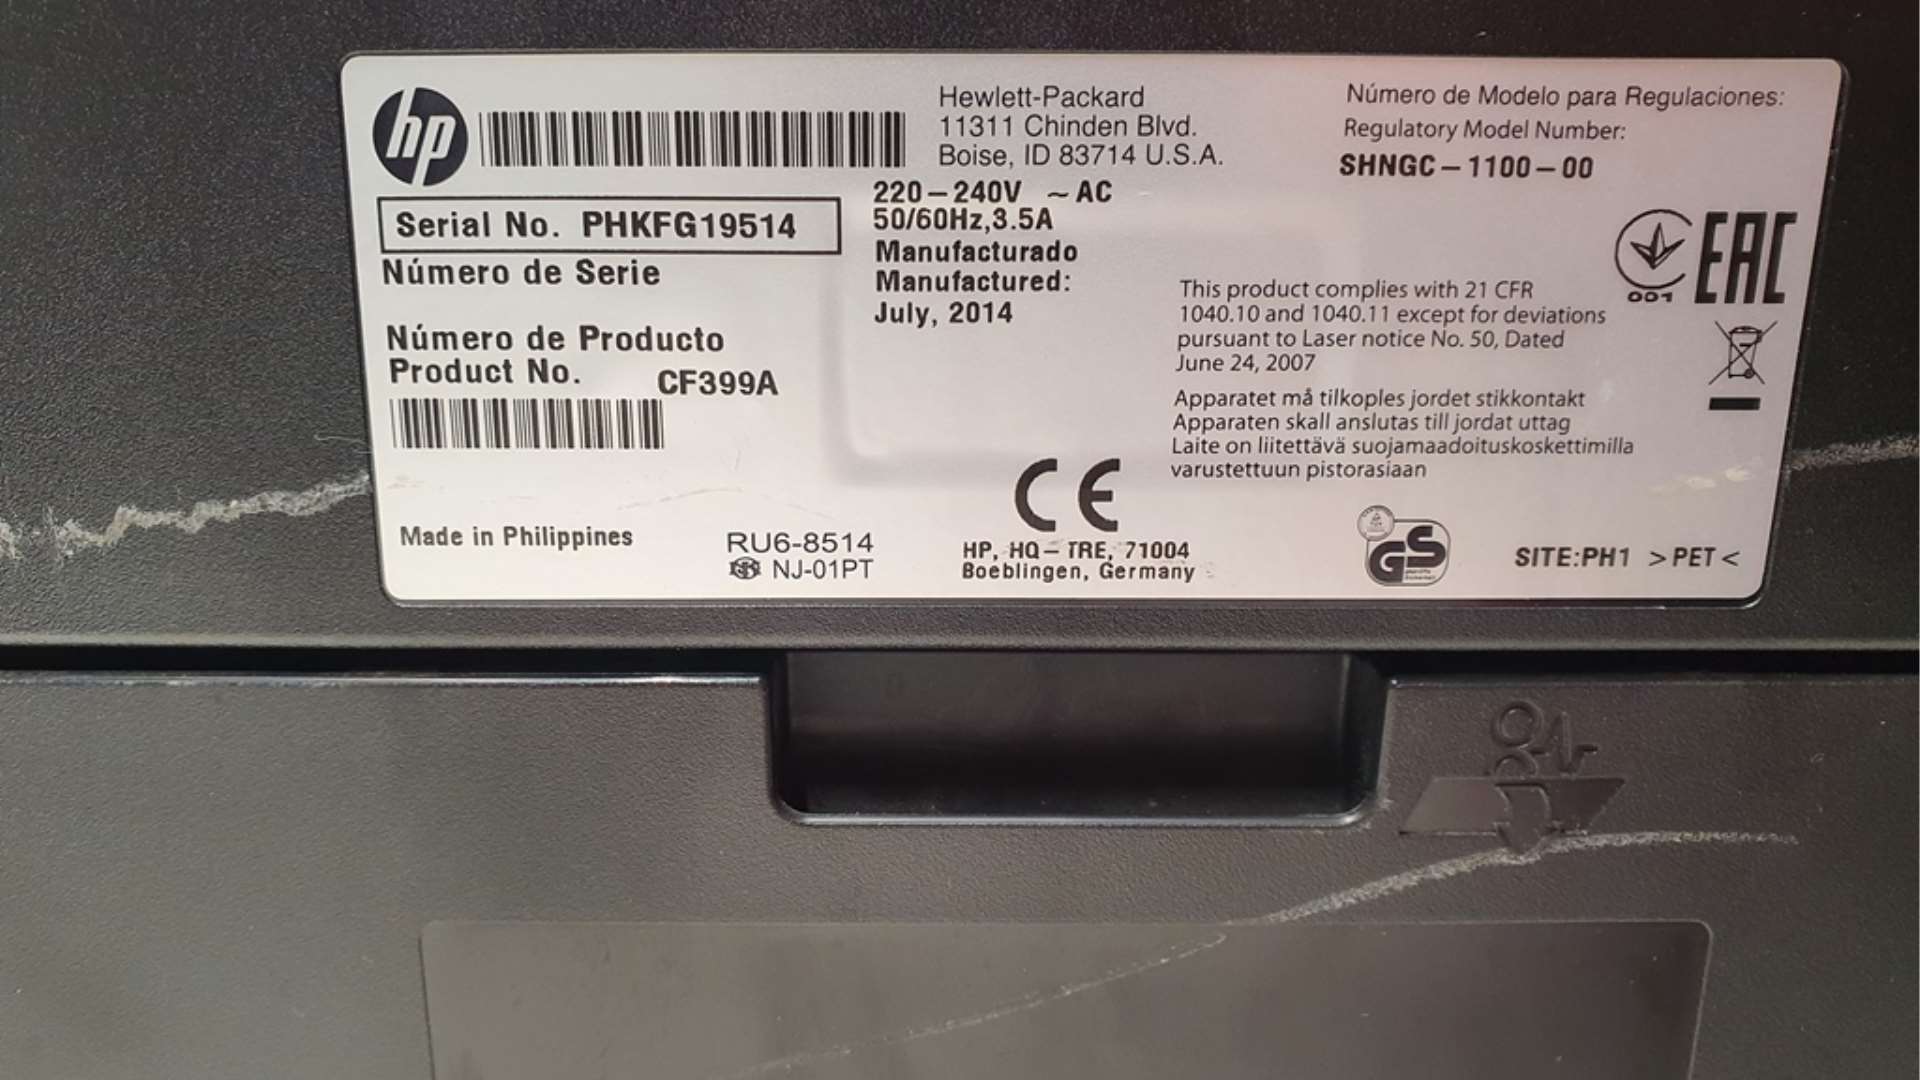 hp
Serial No. PHKFG19514
Número de Serie
Número de Producto
Product No. CF399A
Made in Philippines
RU6-8514
NJ-01PT
Hewlett-Packard
11311 Chinden Blvd.
Boise, ID 83714 U.S.A.
220-240V ~ AC
50/60Hz,3.5A
Manufacturado
Manufactured:
July, 2014
CE
HP, HQ-TRE, 71004
Boeblingen, Germany
Número de Modelo para Regulaciones:
Regulatory Model Number:
SHNGC-1100-00
001
EAC
This product complies with 21 CFR
1040.10 and 1040.11 except for deviations
pursuant to Laser notice No. 50, Dated
June 24, 2007
Apparatet må tilkoples jordet stikkontakt
Apparaten skall anslutas till jordat uttag
Laite on liitettävä suojamaadoituskoskettimilla
varustettuun pistorasiaan
GS
SITE:PH1 >PET<